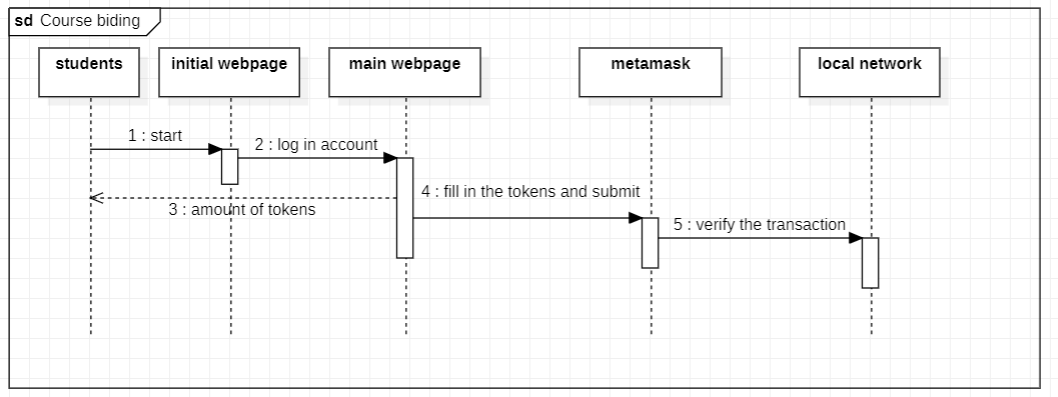 sd Course biding
students
initial webpage
main webpage
metamask
local network
1 : start
2 : log in account
3 : amount of tokens
4 : fill in the tokens and submit
5 : verify the transaction